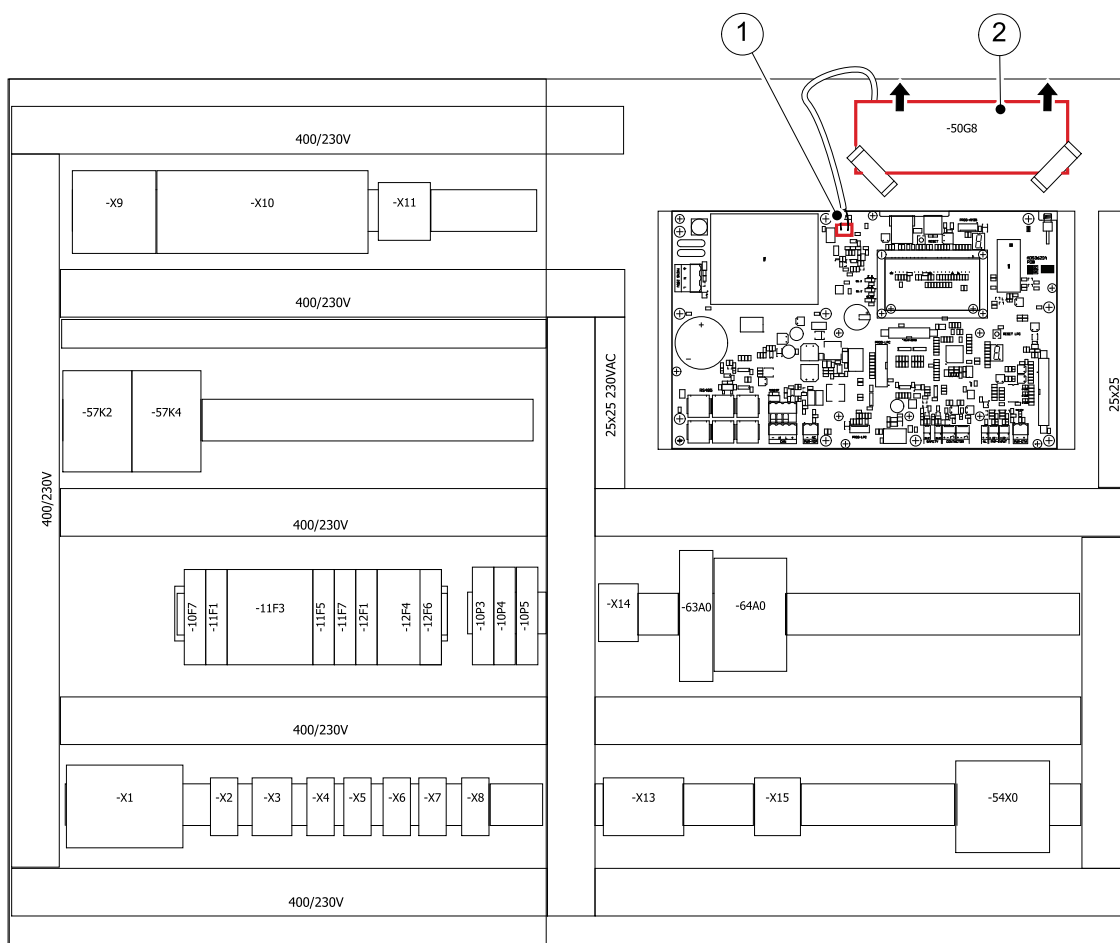 1
2
400/230V
-50G8
-X9
-X10
-X11
400/230V
25x25 230VAC
25x25
-57K2
-57K4
400/230V
RS485
400/230V
-10F7
-11F1
-11F3
-11F5
-11F7
-12F1
-12F4
-12F6
-10P3
-10P4
-10P5
-X14
-63A0
-64A0
400/230V
-X1
-X2
-X3
-X4
-X5
-X6
-X7
-X8
-X13
-X15
-54X0
400/230V